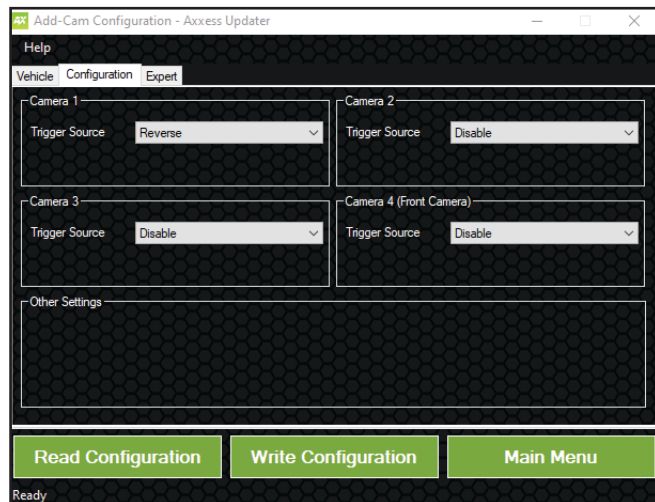 AX Add-Cam Configuration - Axxess Updater
Help
Vehicle Configuration Expert
Camera 1 Camera 2
Trigger Source Reverse Trigger Source Disable
Camera 3 Camera 4 (Front Camera)
Trigger Source Disable Trigger Source Disable
Other Settings
Read Configuration Write Configuration Main Menu
Ready